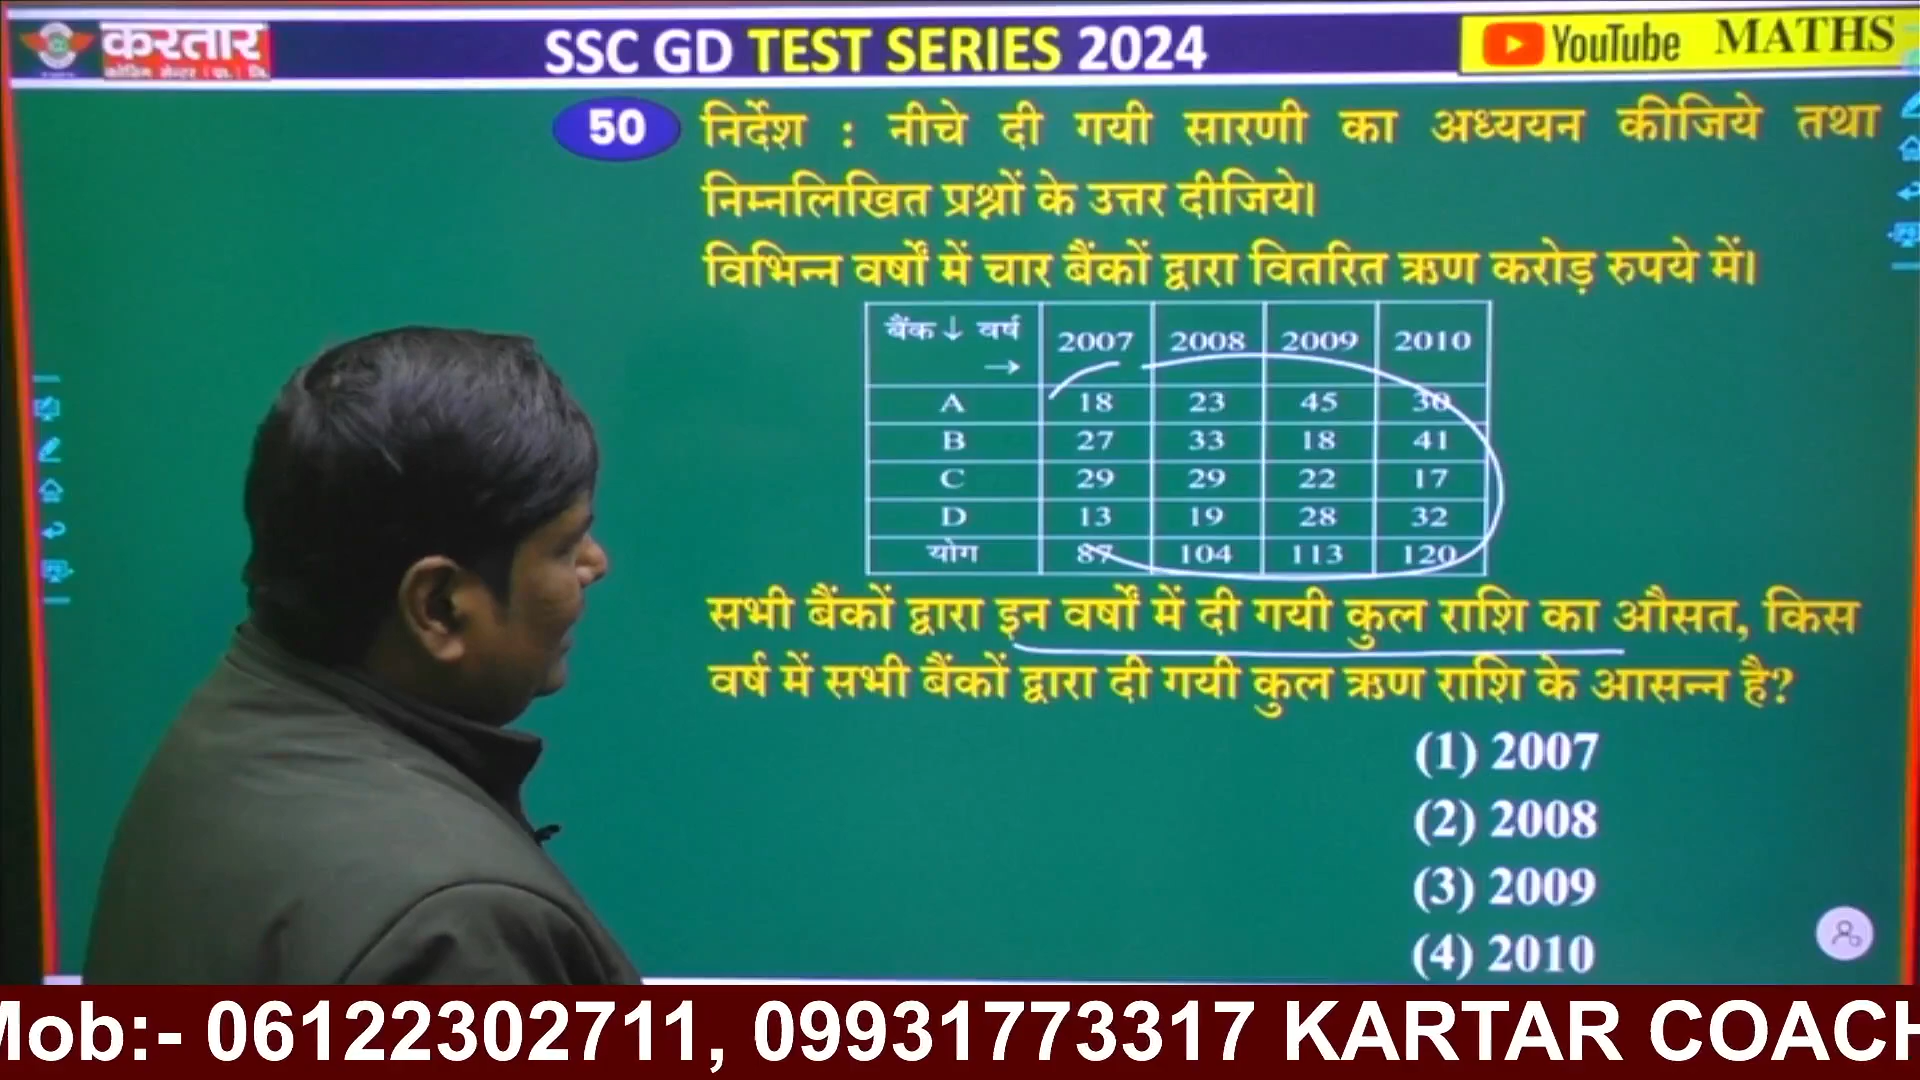 करतार
कोचिंग सेन्टर (प्रा.) लि.
SSC GD TEST SERIES 2024
YouTube MATHS
50 निर्देश : नीचे दी गयी सारणी का अध्ययन कीजिये तथा
निम्नलिखित प्रश्नों के उत्तर दीजिये।
विभिन्न वर्षों में चार बैंकों द्वारा वितरित ऋण करोड़ रुपये में।
बैंक↓ वर्ष → 2007 2008 2009 2010
A 18 23 45 30
B 27 33 18 41
C 29 29 22 17
D 13 19 28 32
योग 87 104 113 120
सभी बैंकों द्वारा इन वर्षों में दी गयी कुल राशि का औसत, किस
वर्ष में सभी बैंकों द्वारा दी गयी कुल ऋण राशि के आसन्न है?
(1) 2007
(2) 2008
(3) 2009
(4) 2010
Mob:- 06122302711, 09931773317 KARTAR COACH